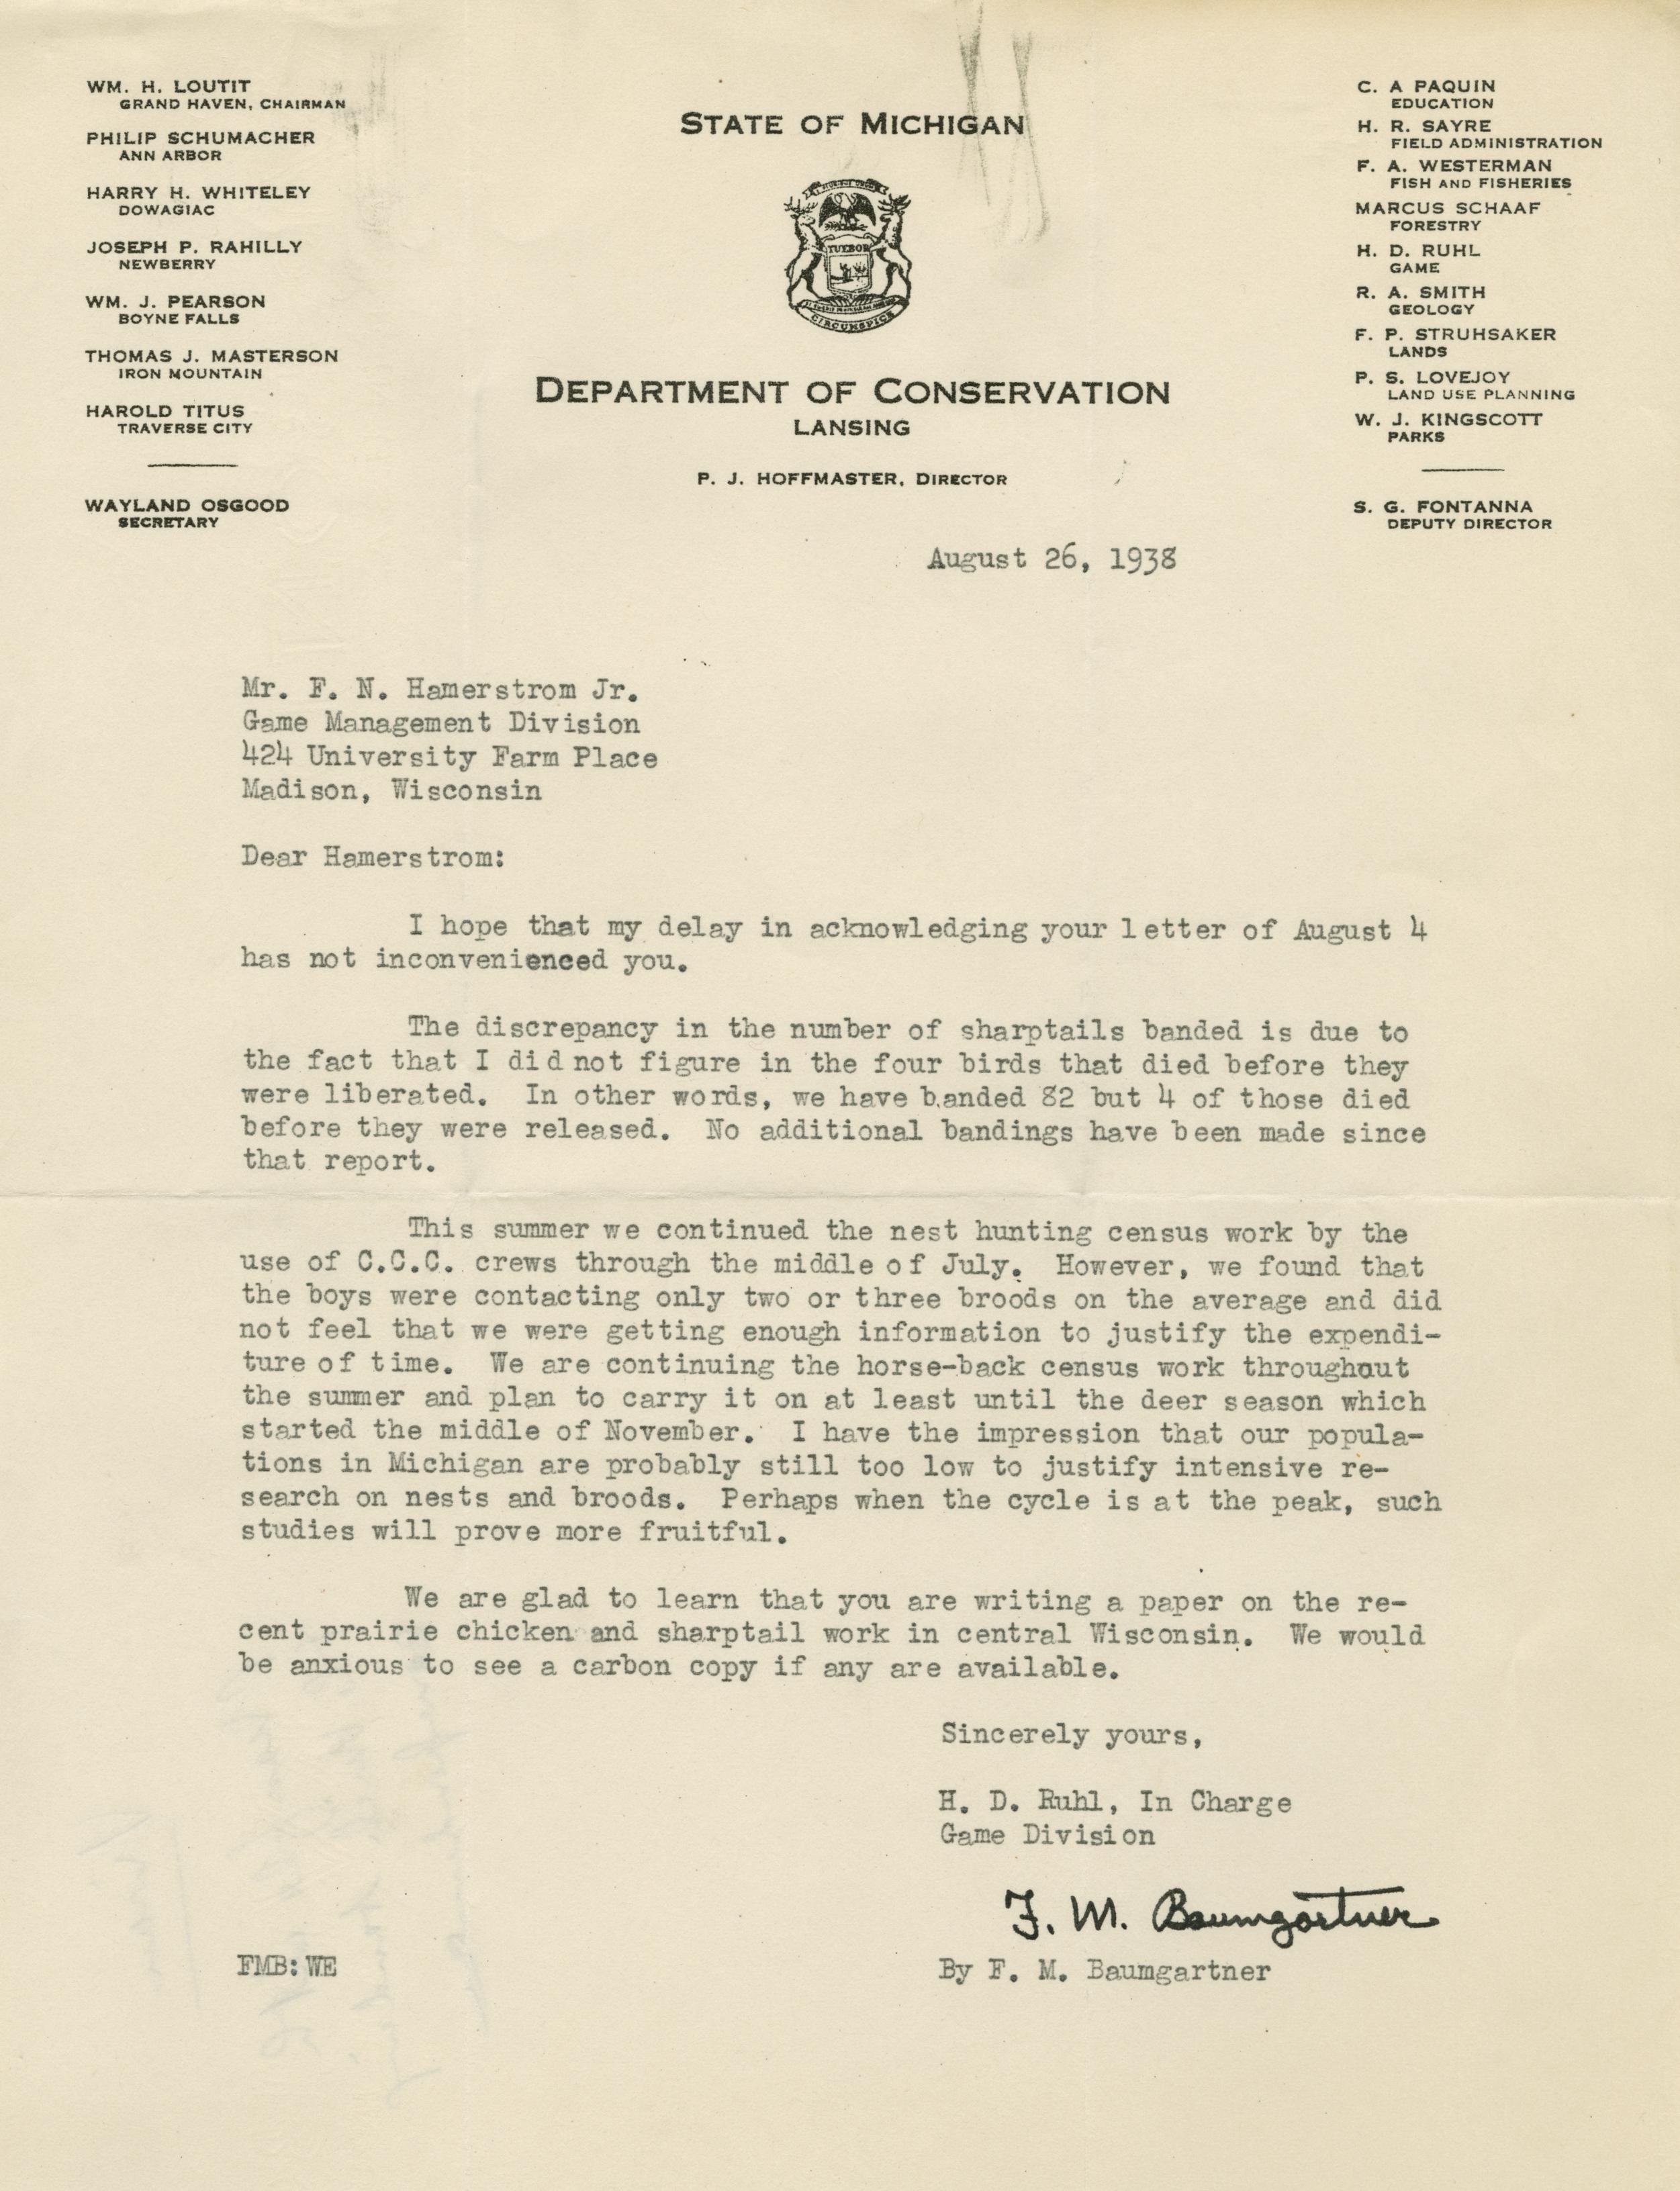 WM. H. LOUTIT
GRAND HAVEN, CHAIRMAN
PHILIP SCHUMACHER
ANN ARBOR
HARRY H. WHITELEY
DOWAGIAC
JOSEPH P. RAHILLY
NEWBERRY
WM. J. PEARSON
BOYNE FALLS
THOMAS J. MASTERSON
IRON MOUNTAIN
HAROLD TITUS
TRAVERSE CITY
WAYLAND OSGOOD
SECRETARY
STATE OF MICHIGAN
TUEBOR
CIRCUMSPICE
DEPARTMENT OF CONSERVATION
LANSING
P. J. HOFFMASTER, DIRECTOR
C. A PAQUIN
EDUCATION
H. R. SAYRE
FIELD ADMINISTRATION
F. A. WESTERMAN
FISH AND FISHERIES
MARCUS SCHAAF
FORESTRY
H. D. RUHL
GAME
R. A. SMITH
GEOLOGY
F. P. STRUHSAKER
LANDS
P. S. LOVEJOY
LAND USE PLANNING
W. J. KINGSCOTT
PARKS
S. G. FONTANNA
DEPUTY DIRECTOR
August 26, 1938
Mr. F. N. Hamerstrom Jr.
Game Management Division
424 University Farm Place
Madison, Wisconsin
Dear Hamerstrom:
I hope that my delay in acknowledging your letter of August 4
has not inconvenienced you.
The discrepancy in the number of sharptails banded is due to
the fact that I did not figure in the four birds that died before they
were liberated. In other words, we have banded 82 but 4 of those died
before they were released. No additional bandings have been made since
that report.
This summer we continued the nest hunting census work by the
use of C.C.C. crews through the middle of July. However, we found that
the boys were contacting only two or three broods on the average and did
not feel that we were getting enough information to justify the expendi-
ture of time. We are continuing the horse-back census work throughout
the summer and plan to carry it on at least until the deer season which
started the middle of November. I have the impression that our popula-
tions in Michigan are probably still too low to justify intensive re-
search on nests and broods. Perhaps when the cycle is at the peak, such
studies will prove more fruitful.
We are glad to learn that you are writing a paper on the re-
cent prairie chicken and sharptail work in central Wisconsin. We would
be anxious to see a carbon copy if any are available.
Sincerely yours,
H. D. Ruhl, In Charge
Game Division
F. M. Baumgartner
FMB:WE
By F. M. Baumgartner